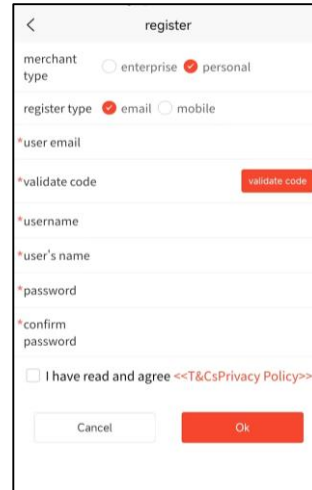 register
merchant
type
enterprise personal
register type email mobile
*user email
*validate code validate code
*username
*user's name
*password
*confirm
password
I have read and agree <<T&CsPrivacy Policy>>
Cancel Ok